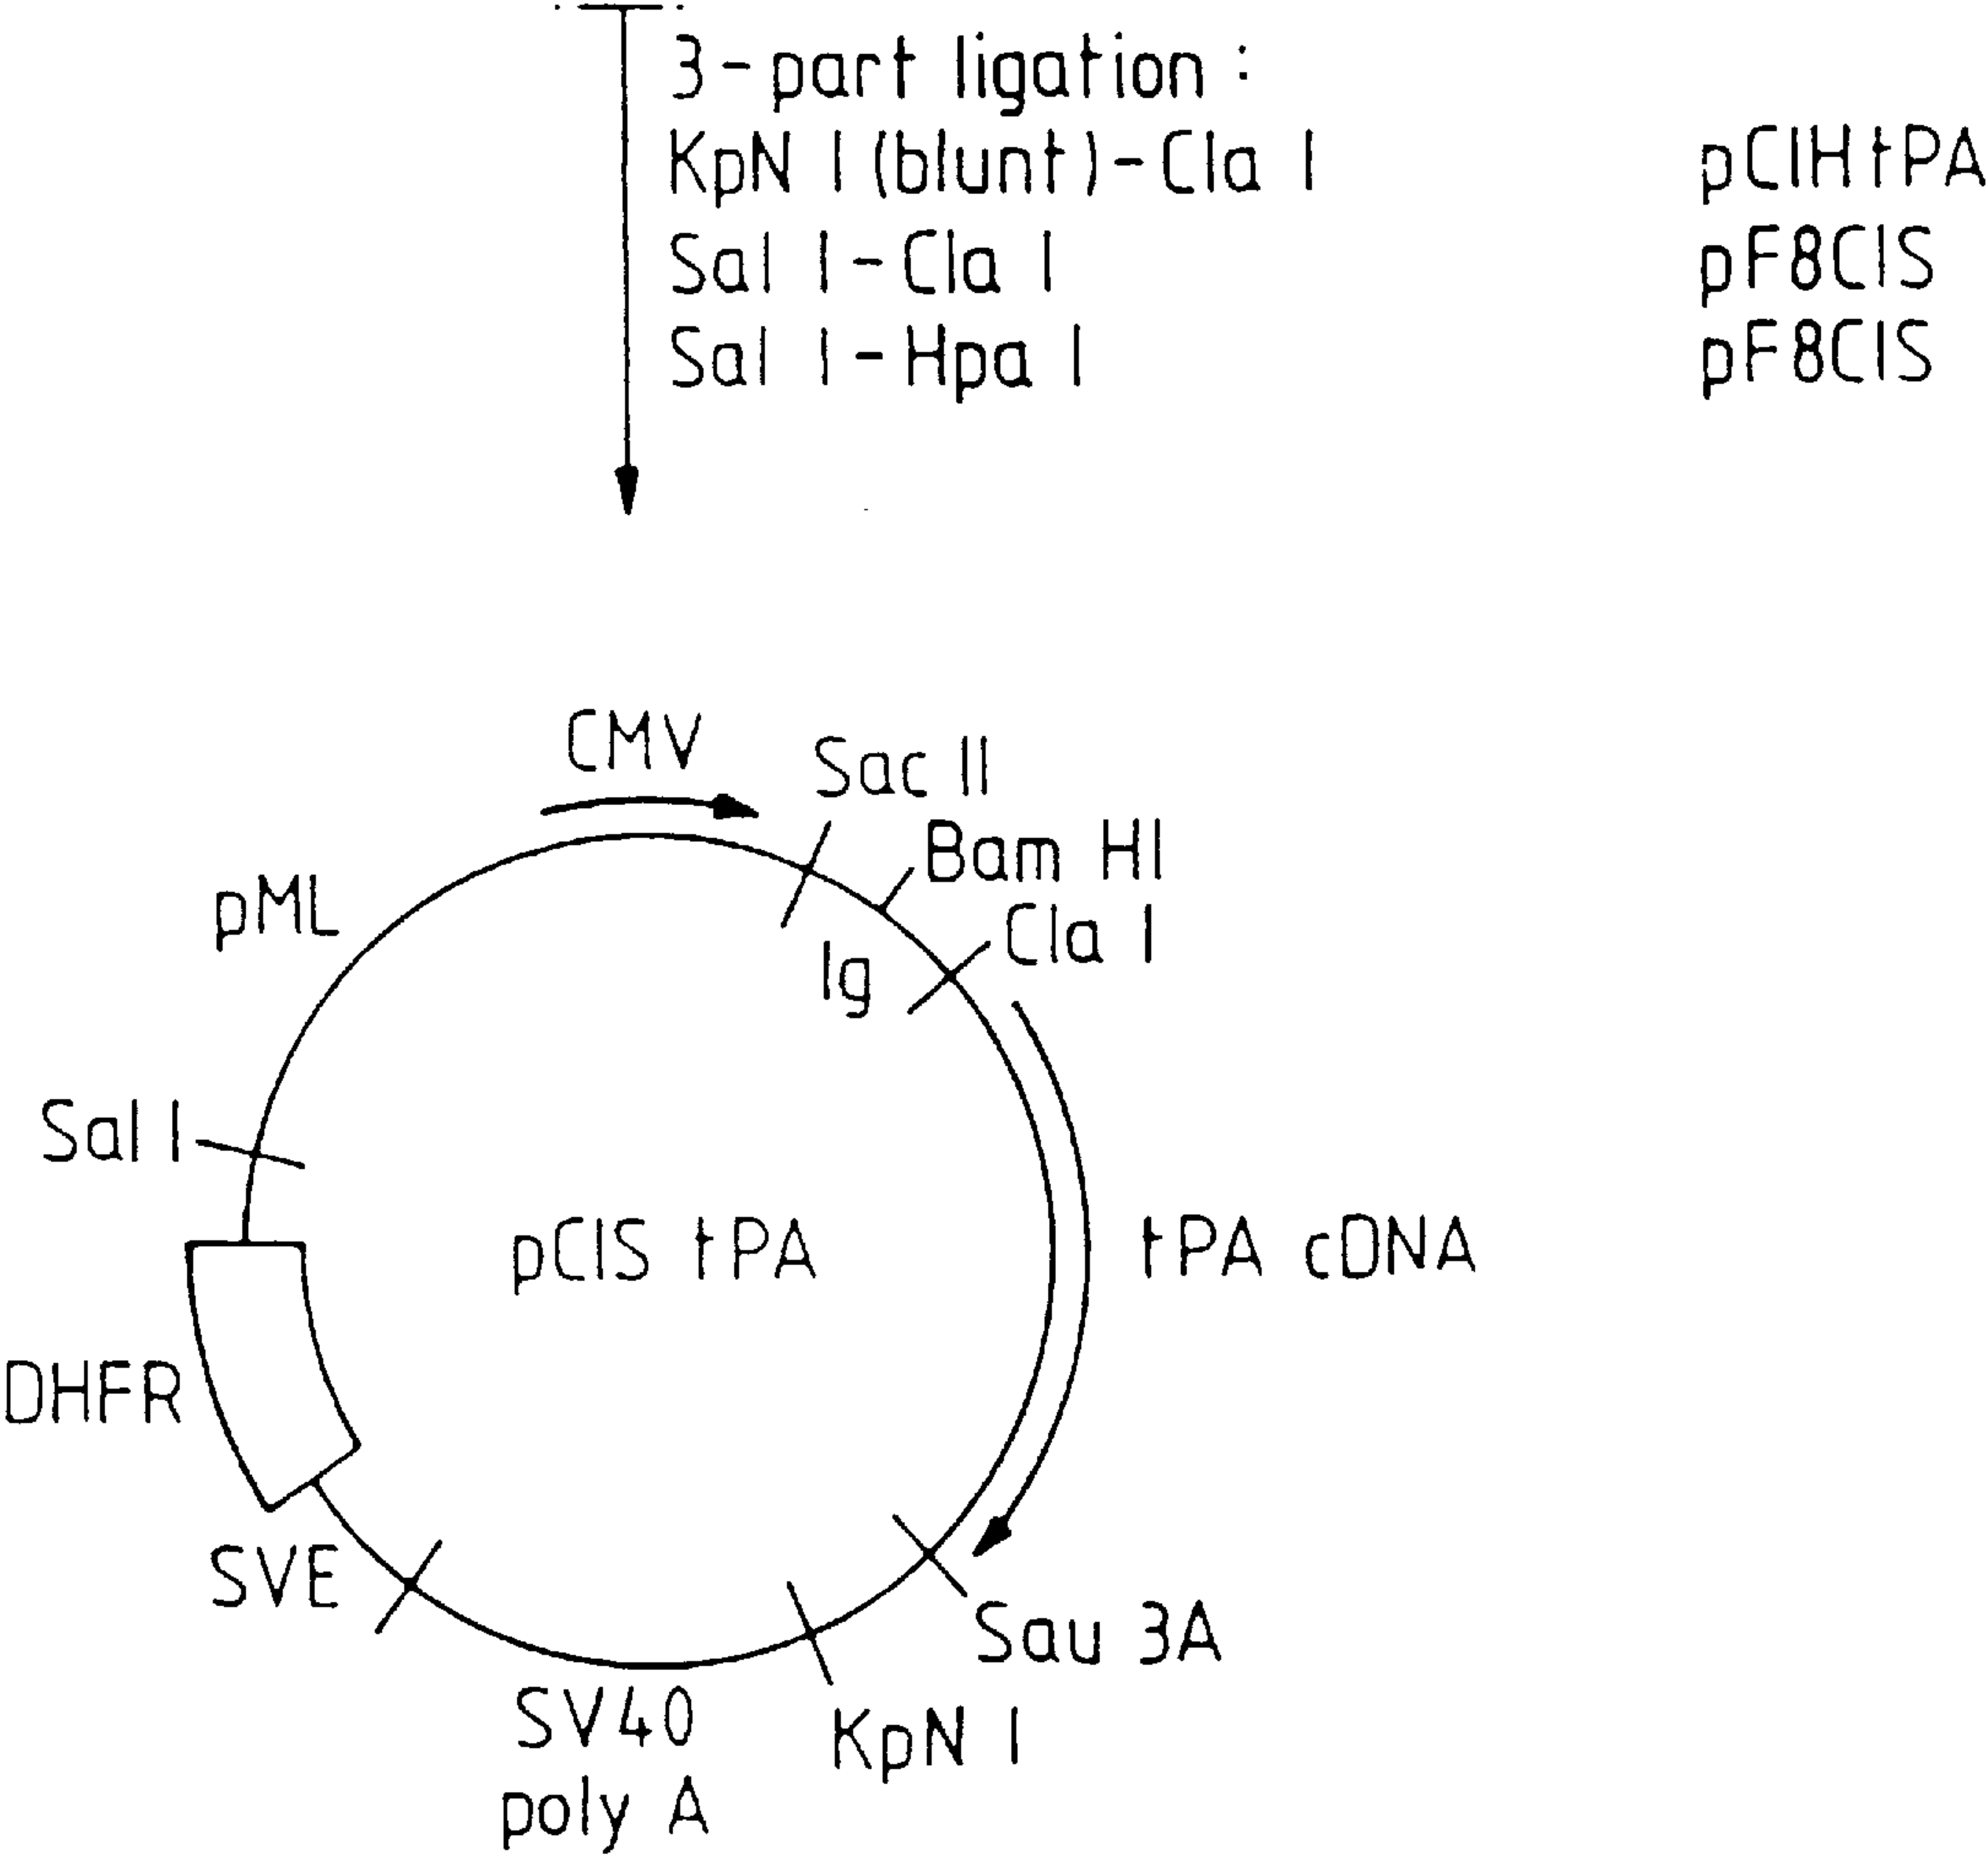 3-part ligation :
KpN I (blunt)-Cla I pClHtPA
Sal I-Cla I pF8CIS
Sal I-Hpa I pF8CIS
CMV
Sac II
Bam HI
pML
Cla I
Ig
Sal I
pCIS tPA
tPA cDNA
DHFR
SVE
Sau 3A
SV40
KpN I
poly A